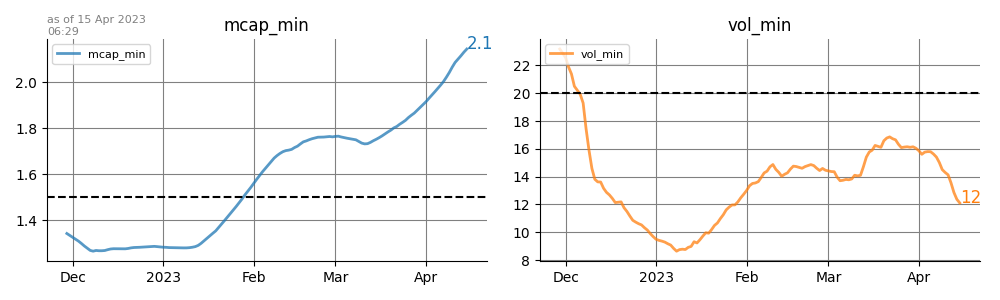 as of 15 Apr 2023
06:29
mcap_min
mcap_min
2.1
2.0
1.8
1.6
1.4
Dec
2023
Feb
Mar
Apr
vol_min
vol_min
22
20
18
16
14
12
10
8
12
Dec
2023
Feb
Mar
Apr